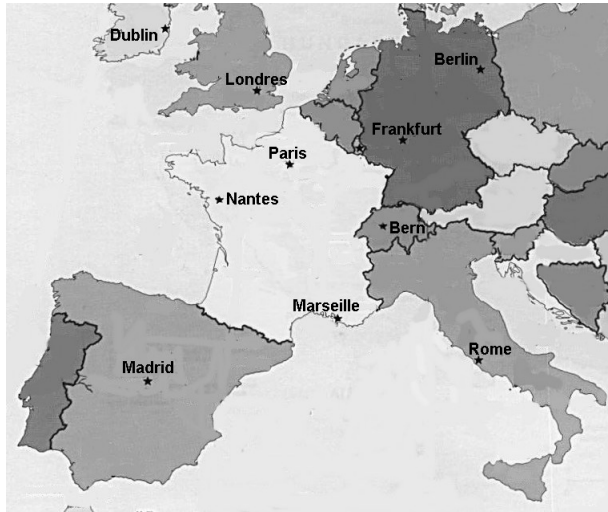 Dublin
Berlin
Londres
Frankfurt
Paris
Nantes
Bern
Marseille
Rome
Madrid